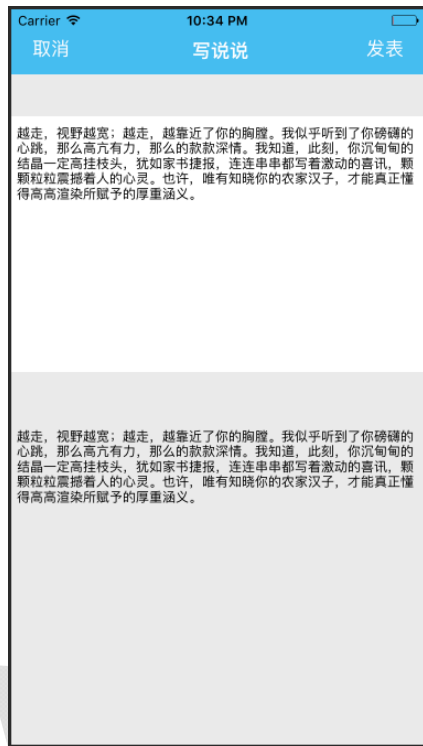 Carrier 10:34 PM
取消 写说说 发表
越走，视野越宽；越走，越靠近了你的胸膛。我似乎听到了你磅礴的
心跳，那么高亢有力，那么的款款深情。我知道，此刻，你沉甸甸的
结晶一定高挂枝头，犹如家书捷报，连连串串都写着激动的喜讯，颗
颗粒粒震撼着人的心灵。也许，唯有知晓你的农家汉子，才能真正懂
得高高渲染所赋予的厚重涵义。
越走，视野越宽；越走，越靠近了你的胸膛。我似乎听到了你磅礴的
心跳，那么高亢有力，那么的款款深情。我知道，此刻，你沉甸甸的
结晶一定高挂枝头，犹如家书捷报，连连串串都写着激动的喜讯，颗
颗粒粒震撼着人的心灵。也许，唯有知晓你的农家汉子，才能真正懂
得高高渲染所赋予的厚重涵义。